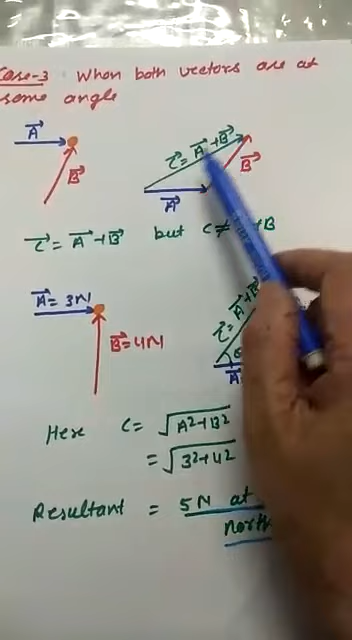 Case-3 : When both vectors are at
some angle
A
B
C = A + B
B
A
C = A + B but C ≠ + B
A = 3N
B = 4N
C = A + B
θ
A
Here C = √A²+B²
= √3²+4²
Resultant = 5N at
north